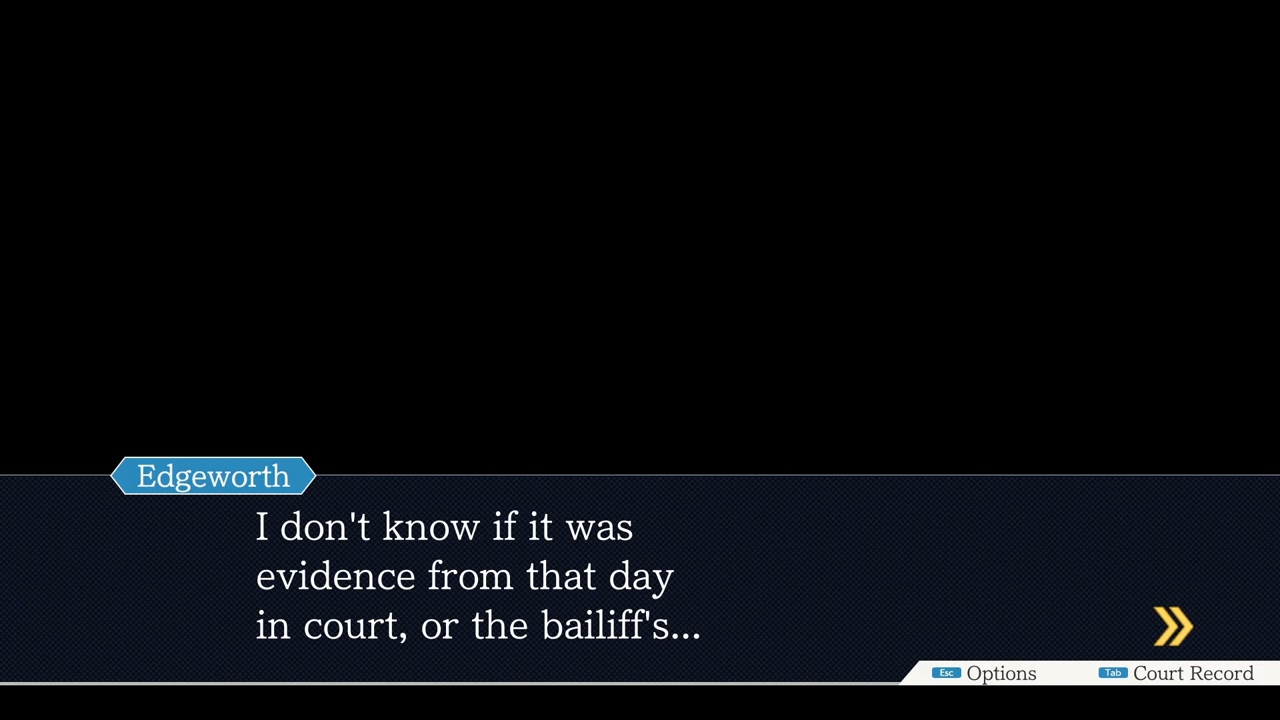 Edgeworth
I don't know if it was
evidence from that day
in court, or the bailiff's...
Esc Options Tab Court Record